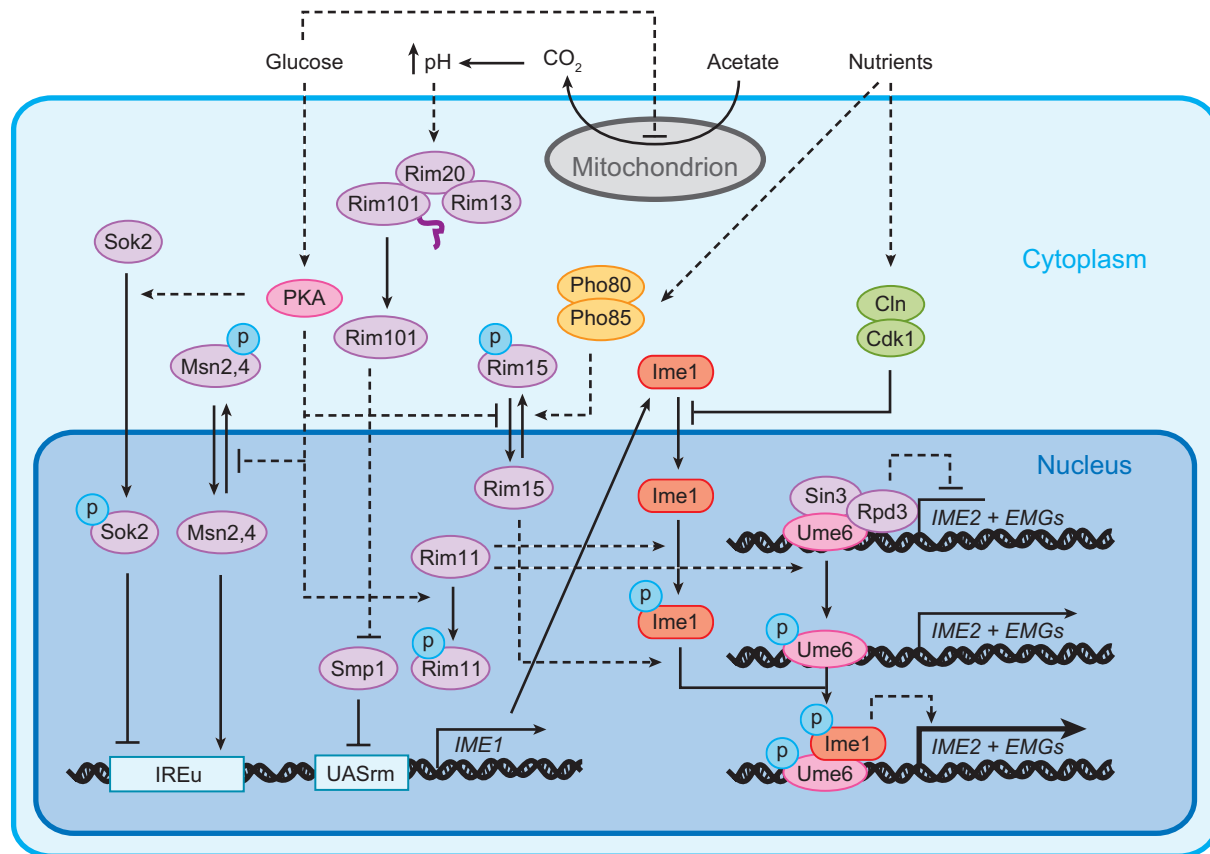 Glucose
pH
CO2
Acetate
Nutrients
Mitochondrion
Rim20
Rim101
Rim13
Sok2
Cytoplasm
PKA
Pho80
Pho85
Cln
Cdk1
Rim101
p
Msn2,4
p
Rim15
Ime1
Nucleus
Rim15
Ime1
Sin3
Rpd3
IME2 + EMGs
Ume6
p
Sok2
Msn2,4
Rim11
p
Ime1
p
Ume6
IME2 + EMGs
Smp1
p
Rim11
p
Ime1
IME2 + EMGs
p
Ume6
IME1
IREu
UASrm